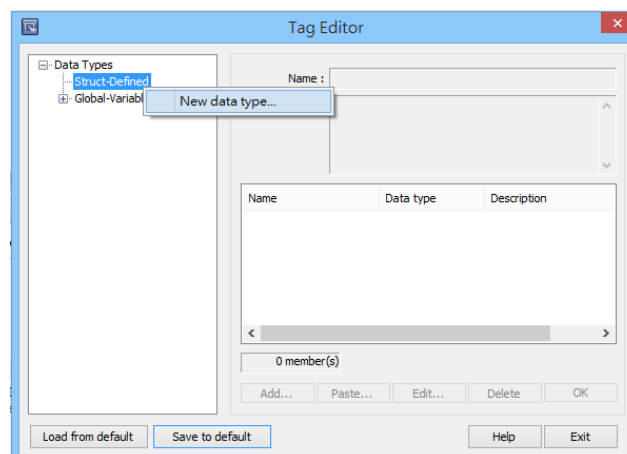 Tag Editor
Data Types
Struct-Defined
Global-Variabl
New data type...
Name :
Name Data type Description
0 member(s)
Add... Paste... Edit... Delete OK
Load from default Save to default Help Exit